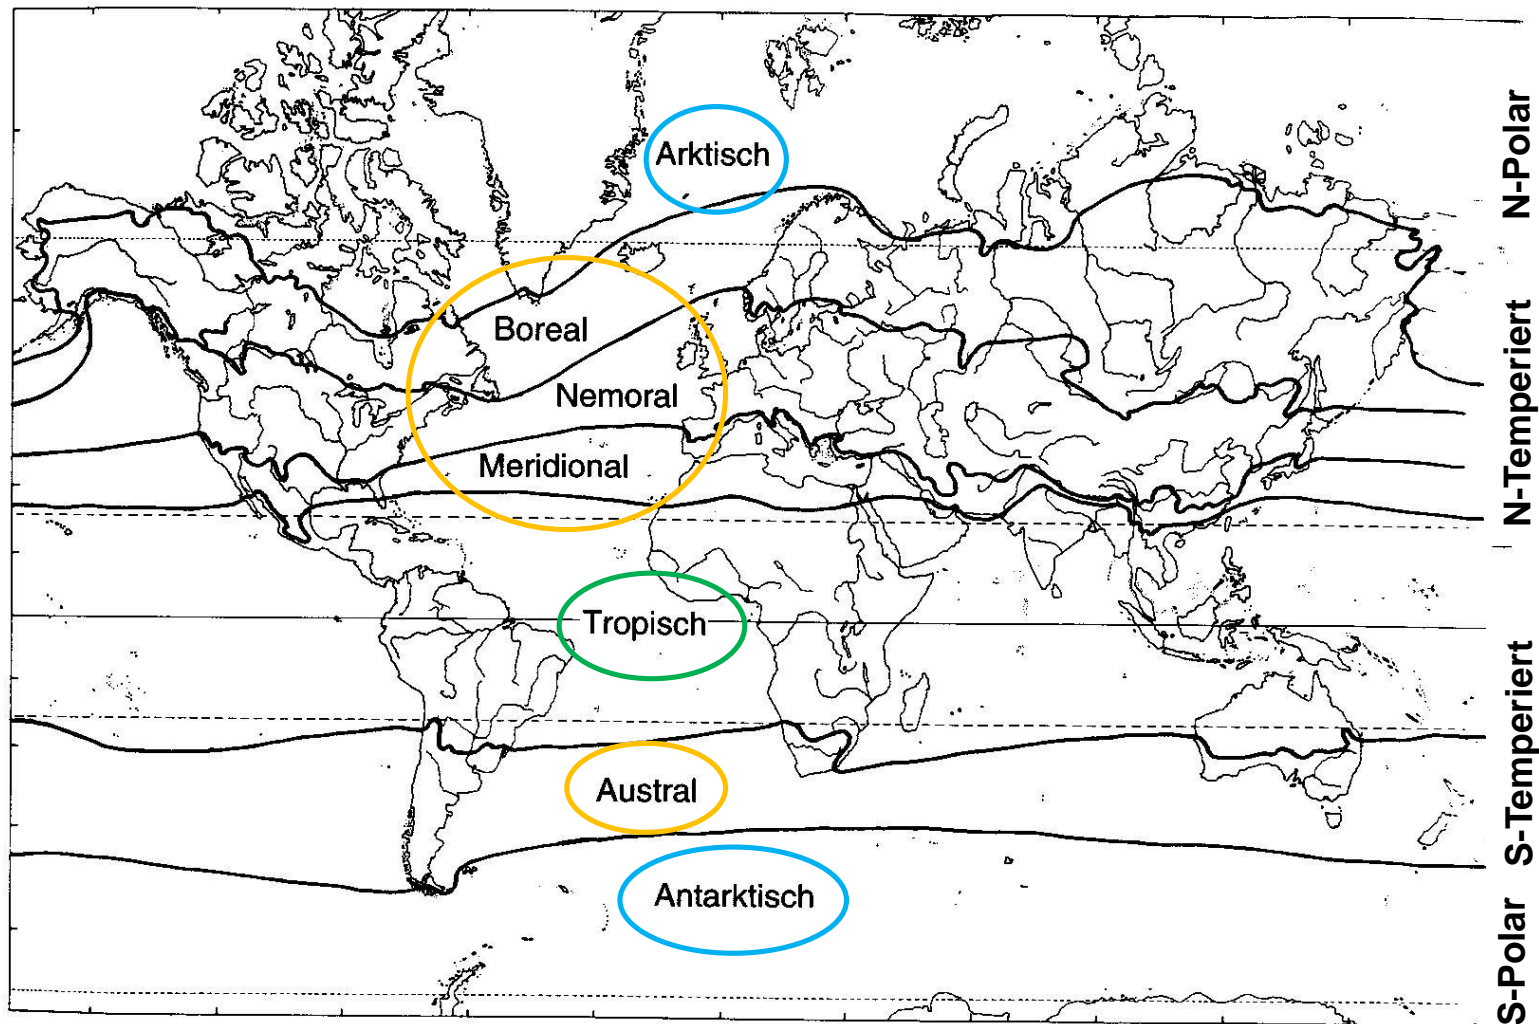 Arktisch
Boreal
Nemoral
Meridional
Tropisch
Austral
Antarktisch
N-Polar
N-Temperiert
S-Temperiert
S-Polar